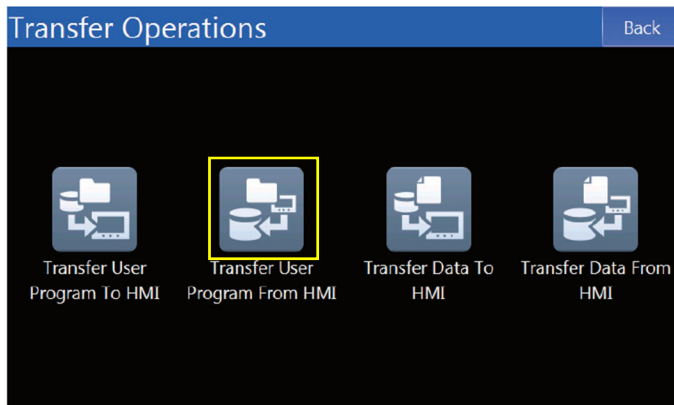 Transfer Operations
Back
Transfer User
Program To HMI
Transfer User
Program From HMI
Transfer Data To
HMI
Transfer Data From
HMI